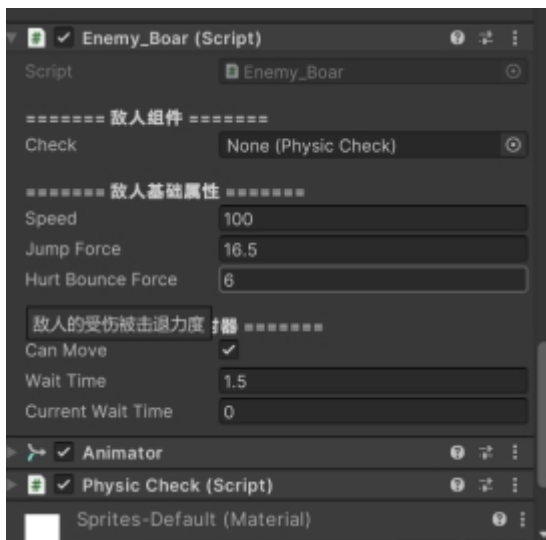 Enemy_Boar (Script)
Script Enemy_Boar
======= 敌人组件 =======
Check None (Physic Check)
======= 敌人基础属性 =======
Speed 100
Jump Force 16.5
Hurt Bounce Force 6
敌人的受伤被击退力度 时器 =======
Can Move
Wait Time 1.5
Current Wait Time 0
Animator
Physic Check (Script)
Sprites-Default (Material)